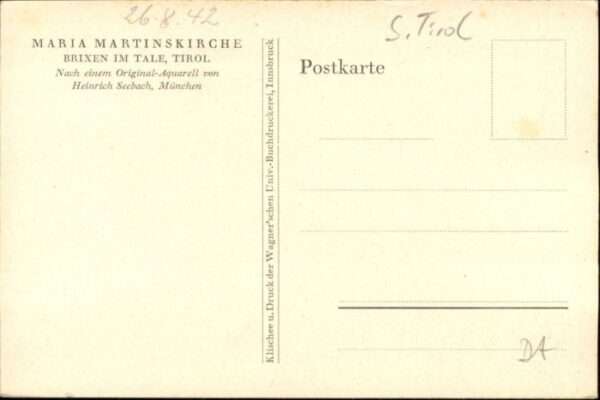 26.8.42
S. Tirol
MARIA MARTINSKIRCHE
BRIXEN IM TALE, TIROL
Nach einem Original-Aquarell von
Heinrich Seebach, München
Klischee u. Druck der Wagner'schen Univ.-Buchdruckerei, Innsbruck
Postkarte
DA